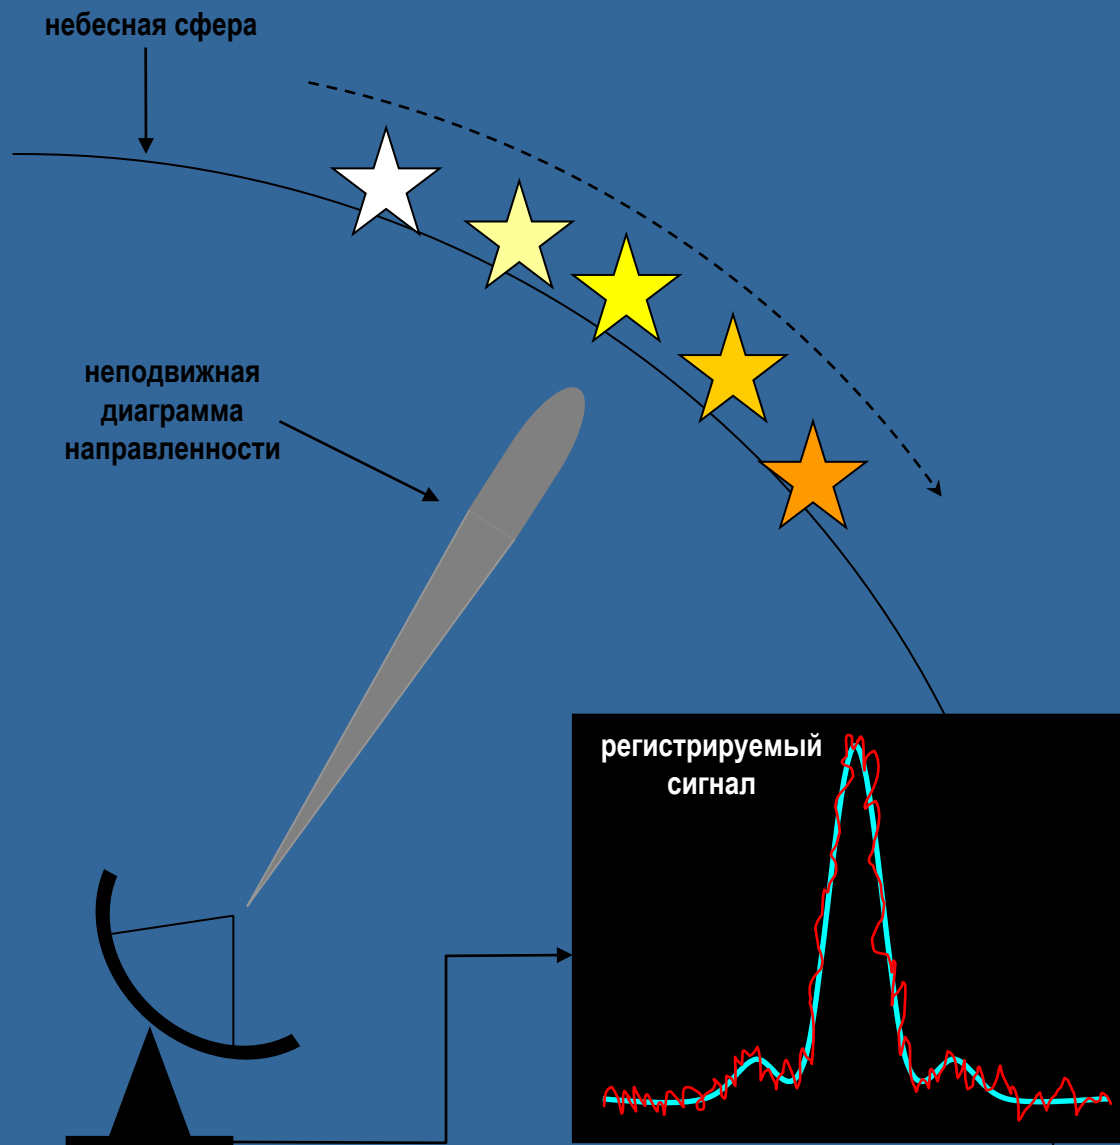 небесная сфера
неподвижная
диаграмма
направленности
регистрируемый
сигнал